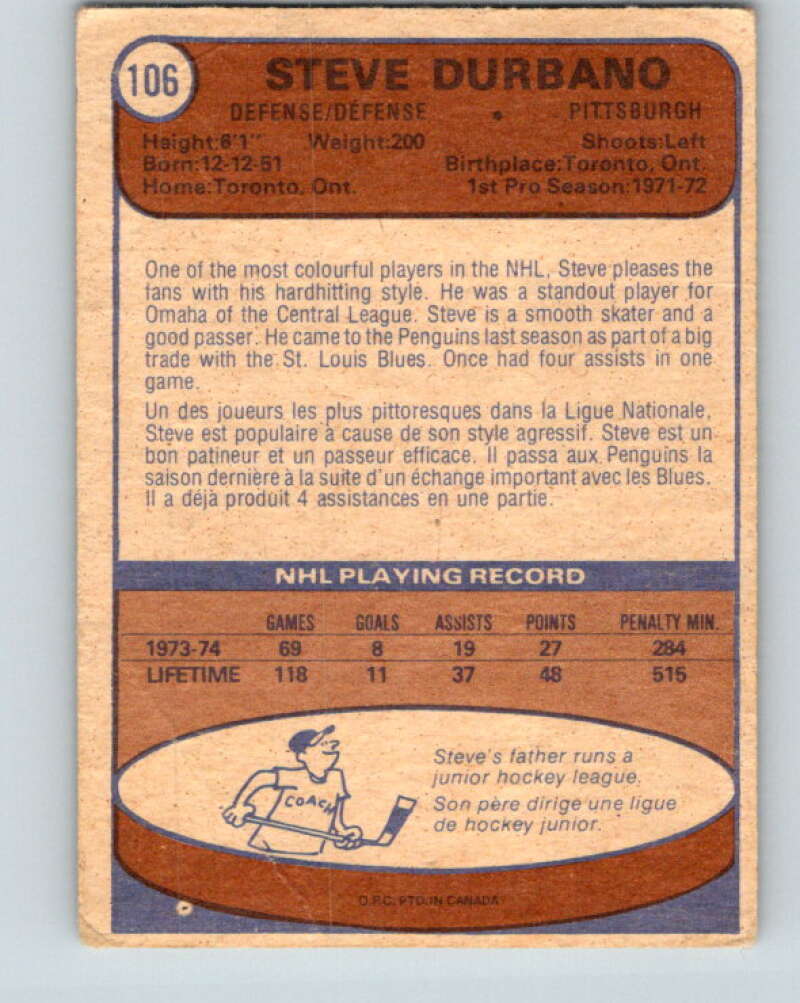 106
STEVE DURBANO
DEFENSE/DÉFENSE • PITTSBURGH
Height:6'1" Weight:200 Shoots:Left
Born:12-12-51 Birthplace:Toronto, Ont.
Home:Toronto, Ont. 1st Pro Season:1971-72
One of the most colourful players in the NHL, Steve pleases the
fans with his hardhitting style. He was a standout player for
Omaha of the Central League. Steve is a smooth skater and a
good passer. He came to the Penguins last season as part of a big
trade with the St. Louis Blues. Once had four assists in one
game.
Un des joueurs les plus pittoresques dans la Ligue Nationale,
Steve est populaire à cause de son style agressif. Steve est un
bon patineur et un passeur efficace. Il passa aux Penguins la
saison dernière à la suite d'un échange important avec les Blues.
Il a déjà produit 4 assistances en une partie.
NHL PLAYING RECORD
GAMES GOALS ASSISTS POINTS PENALTY MIN.
1973-74 69 8 19 27 284
LIFETIME 118 11 37 48 515
COACH
Steve's father runs a
junior hockey league.
Son père dirige une ligue
de hockey junior.
O.P.C. PTD. IN CANADA